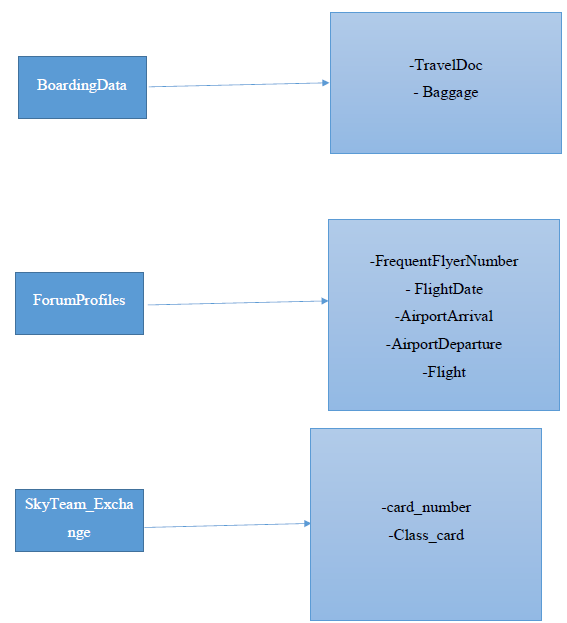 BoardingData
-TravelDoc
- Baggage
ForumProfiles
-FrequentFlyerNumber
- FlightDate
-AirportArrival
-AirportDeparture
-Flight
SkyTeam_Excha
nge
-card_number
-Class_card